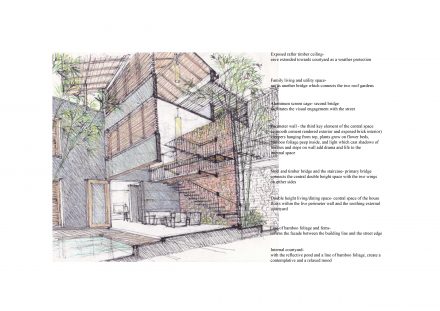 Exposed rafter timber ceiling-
eave extended towards courtyard as a weather protection
Family living and utility space-
another bridge which connects the two roof gardens
Aluminum screen cage- second bridge
facilitates the visual engagement with the street
Perimeter wall - the third key element of the central space
smooth cement rendered exterior and exposed brick interior)
creepers hanging from top, plants grow on flower beds,
bamboo foliage peep inside, and light which cast shadows of
bushes and steps on wall add drama and life to the
internal space
Steel and timber bridge and the staircase- primary bridge
connects the central double height space with the two wings
on either sides
Double height living/dining space- central space of the house
floats within the live perimeter wall and the soothing external
courtyard
Line of bamboo foliage and ferns-
softens the facade between the building line and the street edge
Internal courtyard-
with the reflective pond and a line of bamboo foliage, create a
contemplative and a relaxed mood